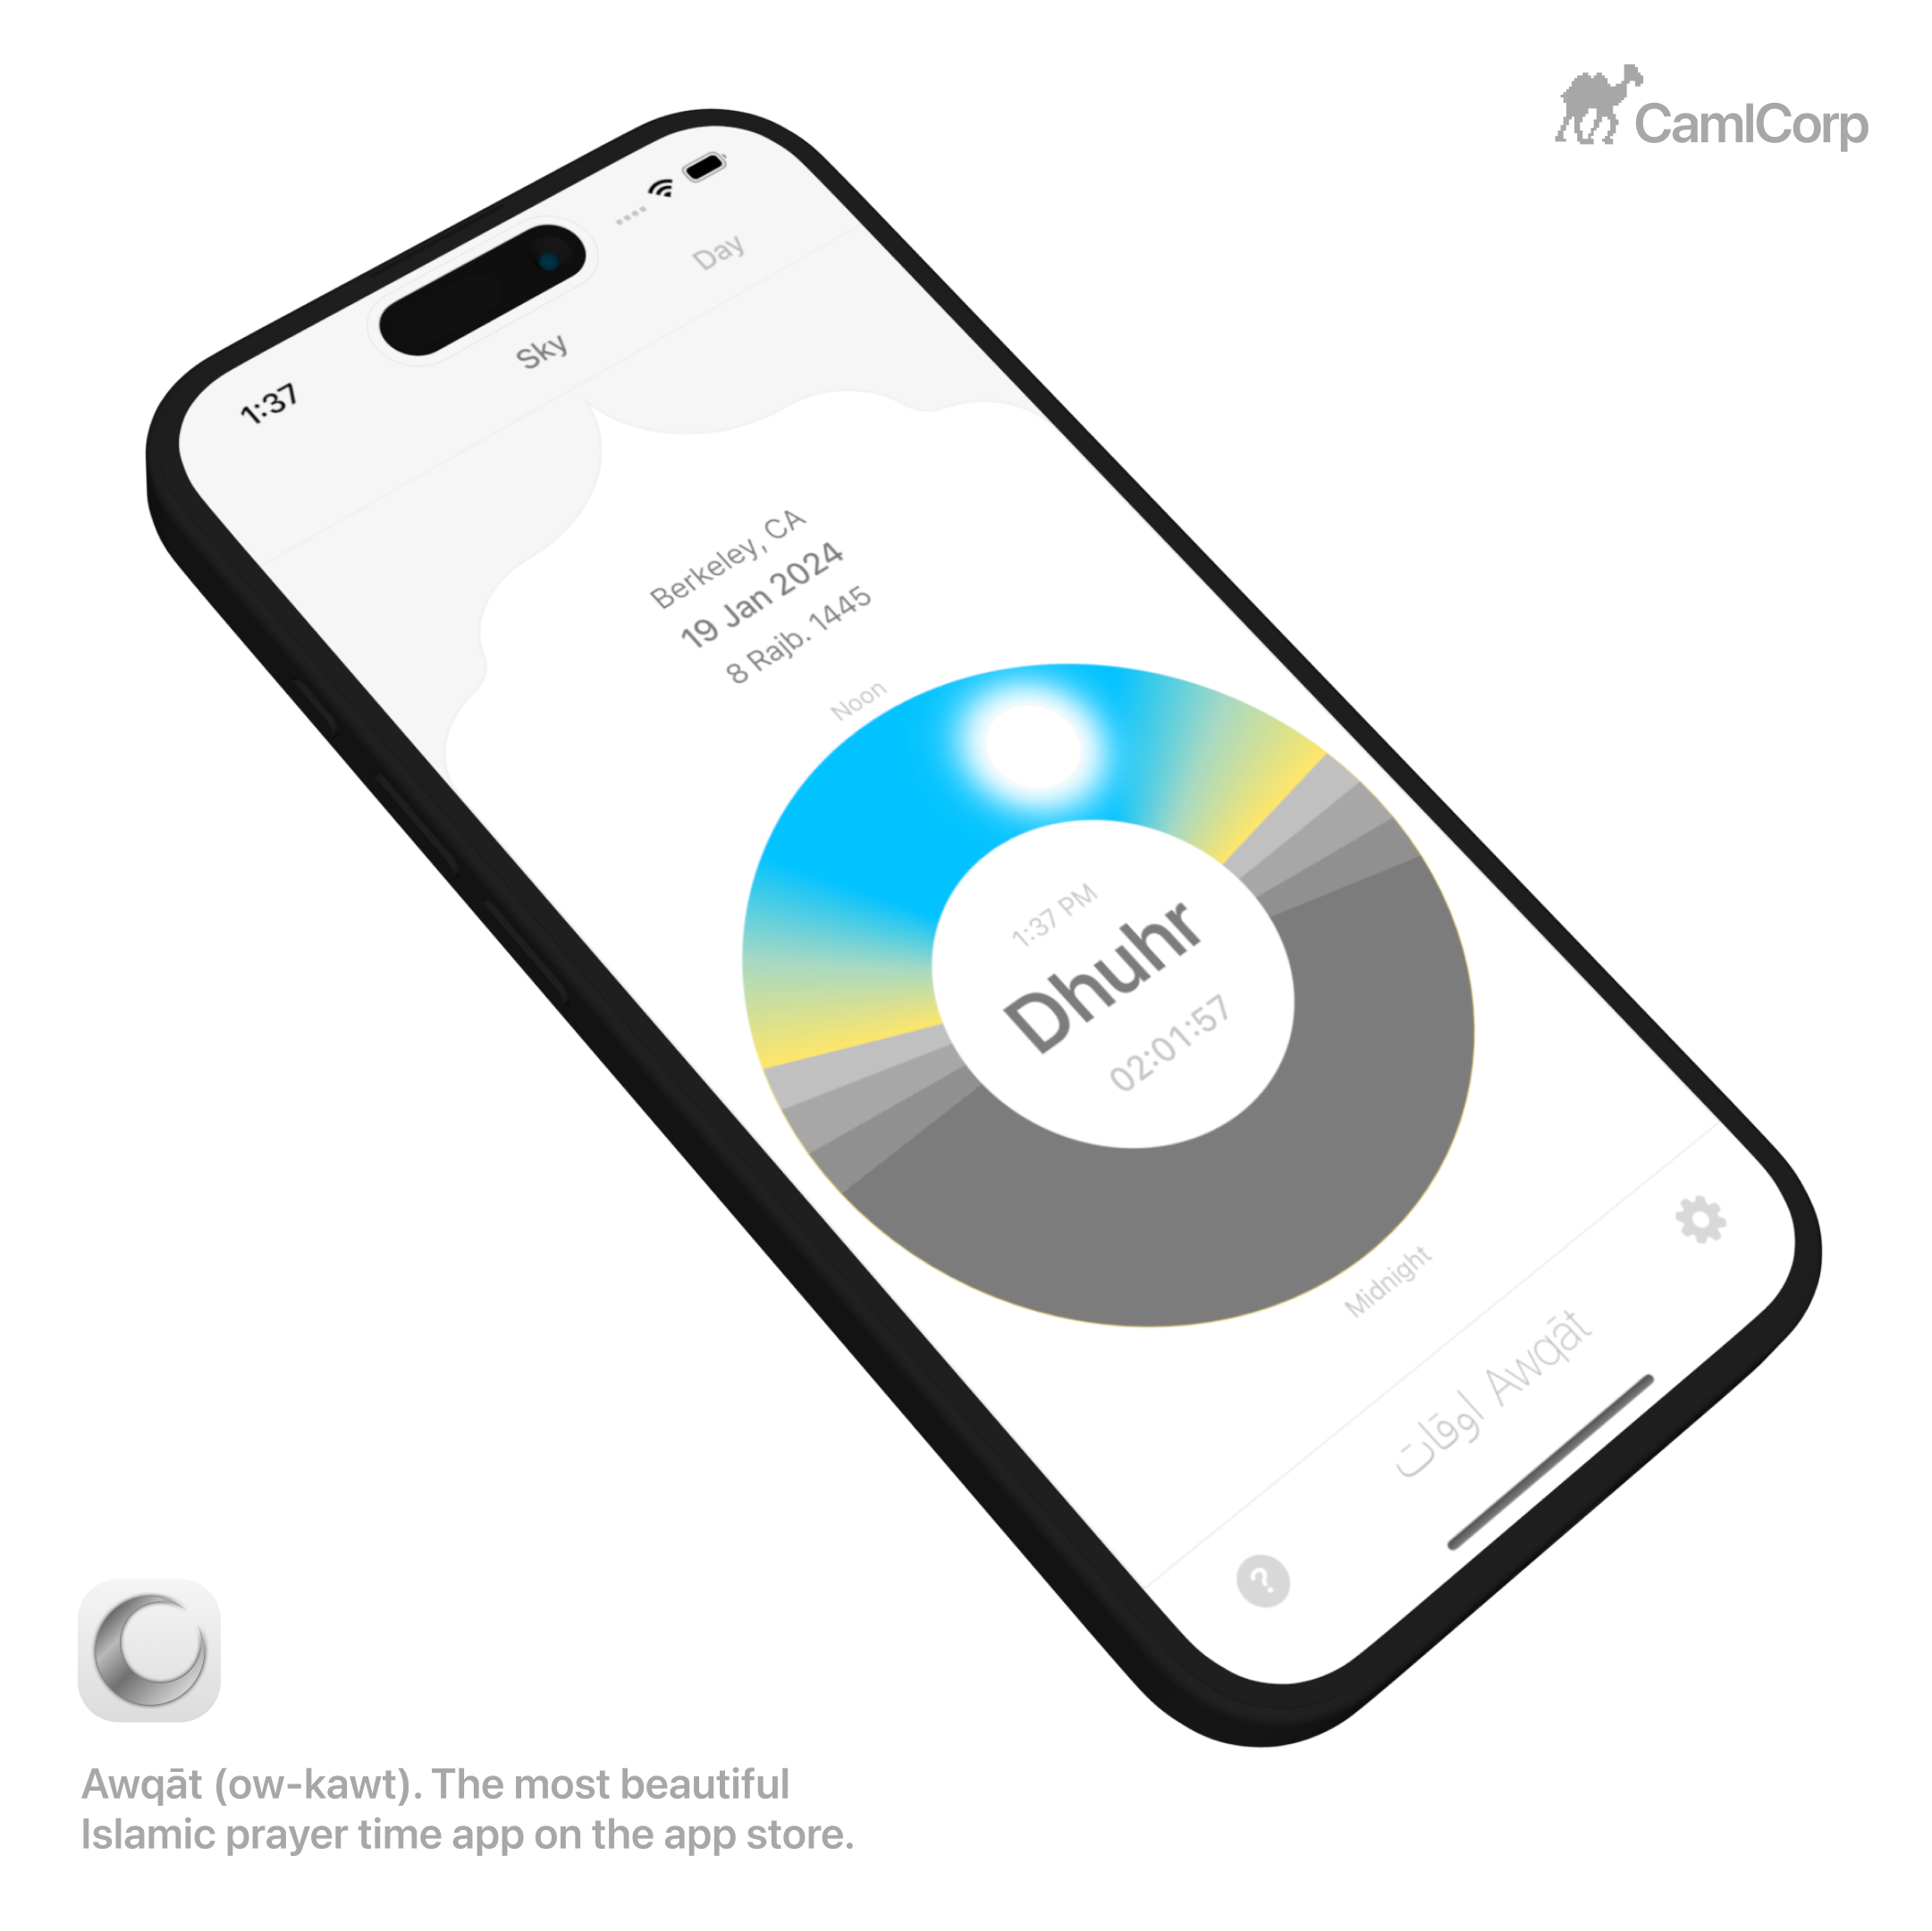 CamlCorp
1:37
Sky
Day
Berkeley, CA
19 Jan 2024
8 Rajb. 1445
Noon
1:37 PM
Dhuhr
02:01:57
Midnight
اوقات Awqāt
?
Awqāt (ow-kawt). The most beautiful
Islamic prayer time app on the app store.